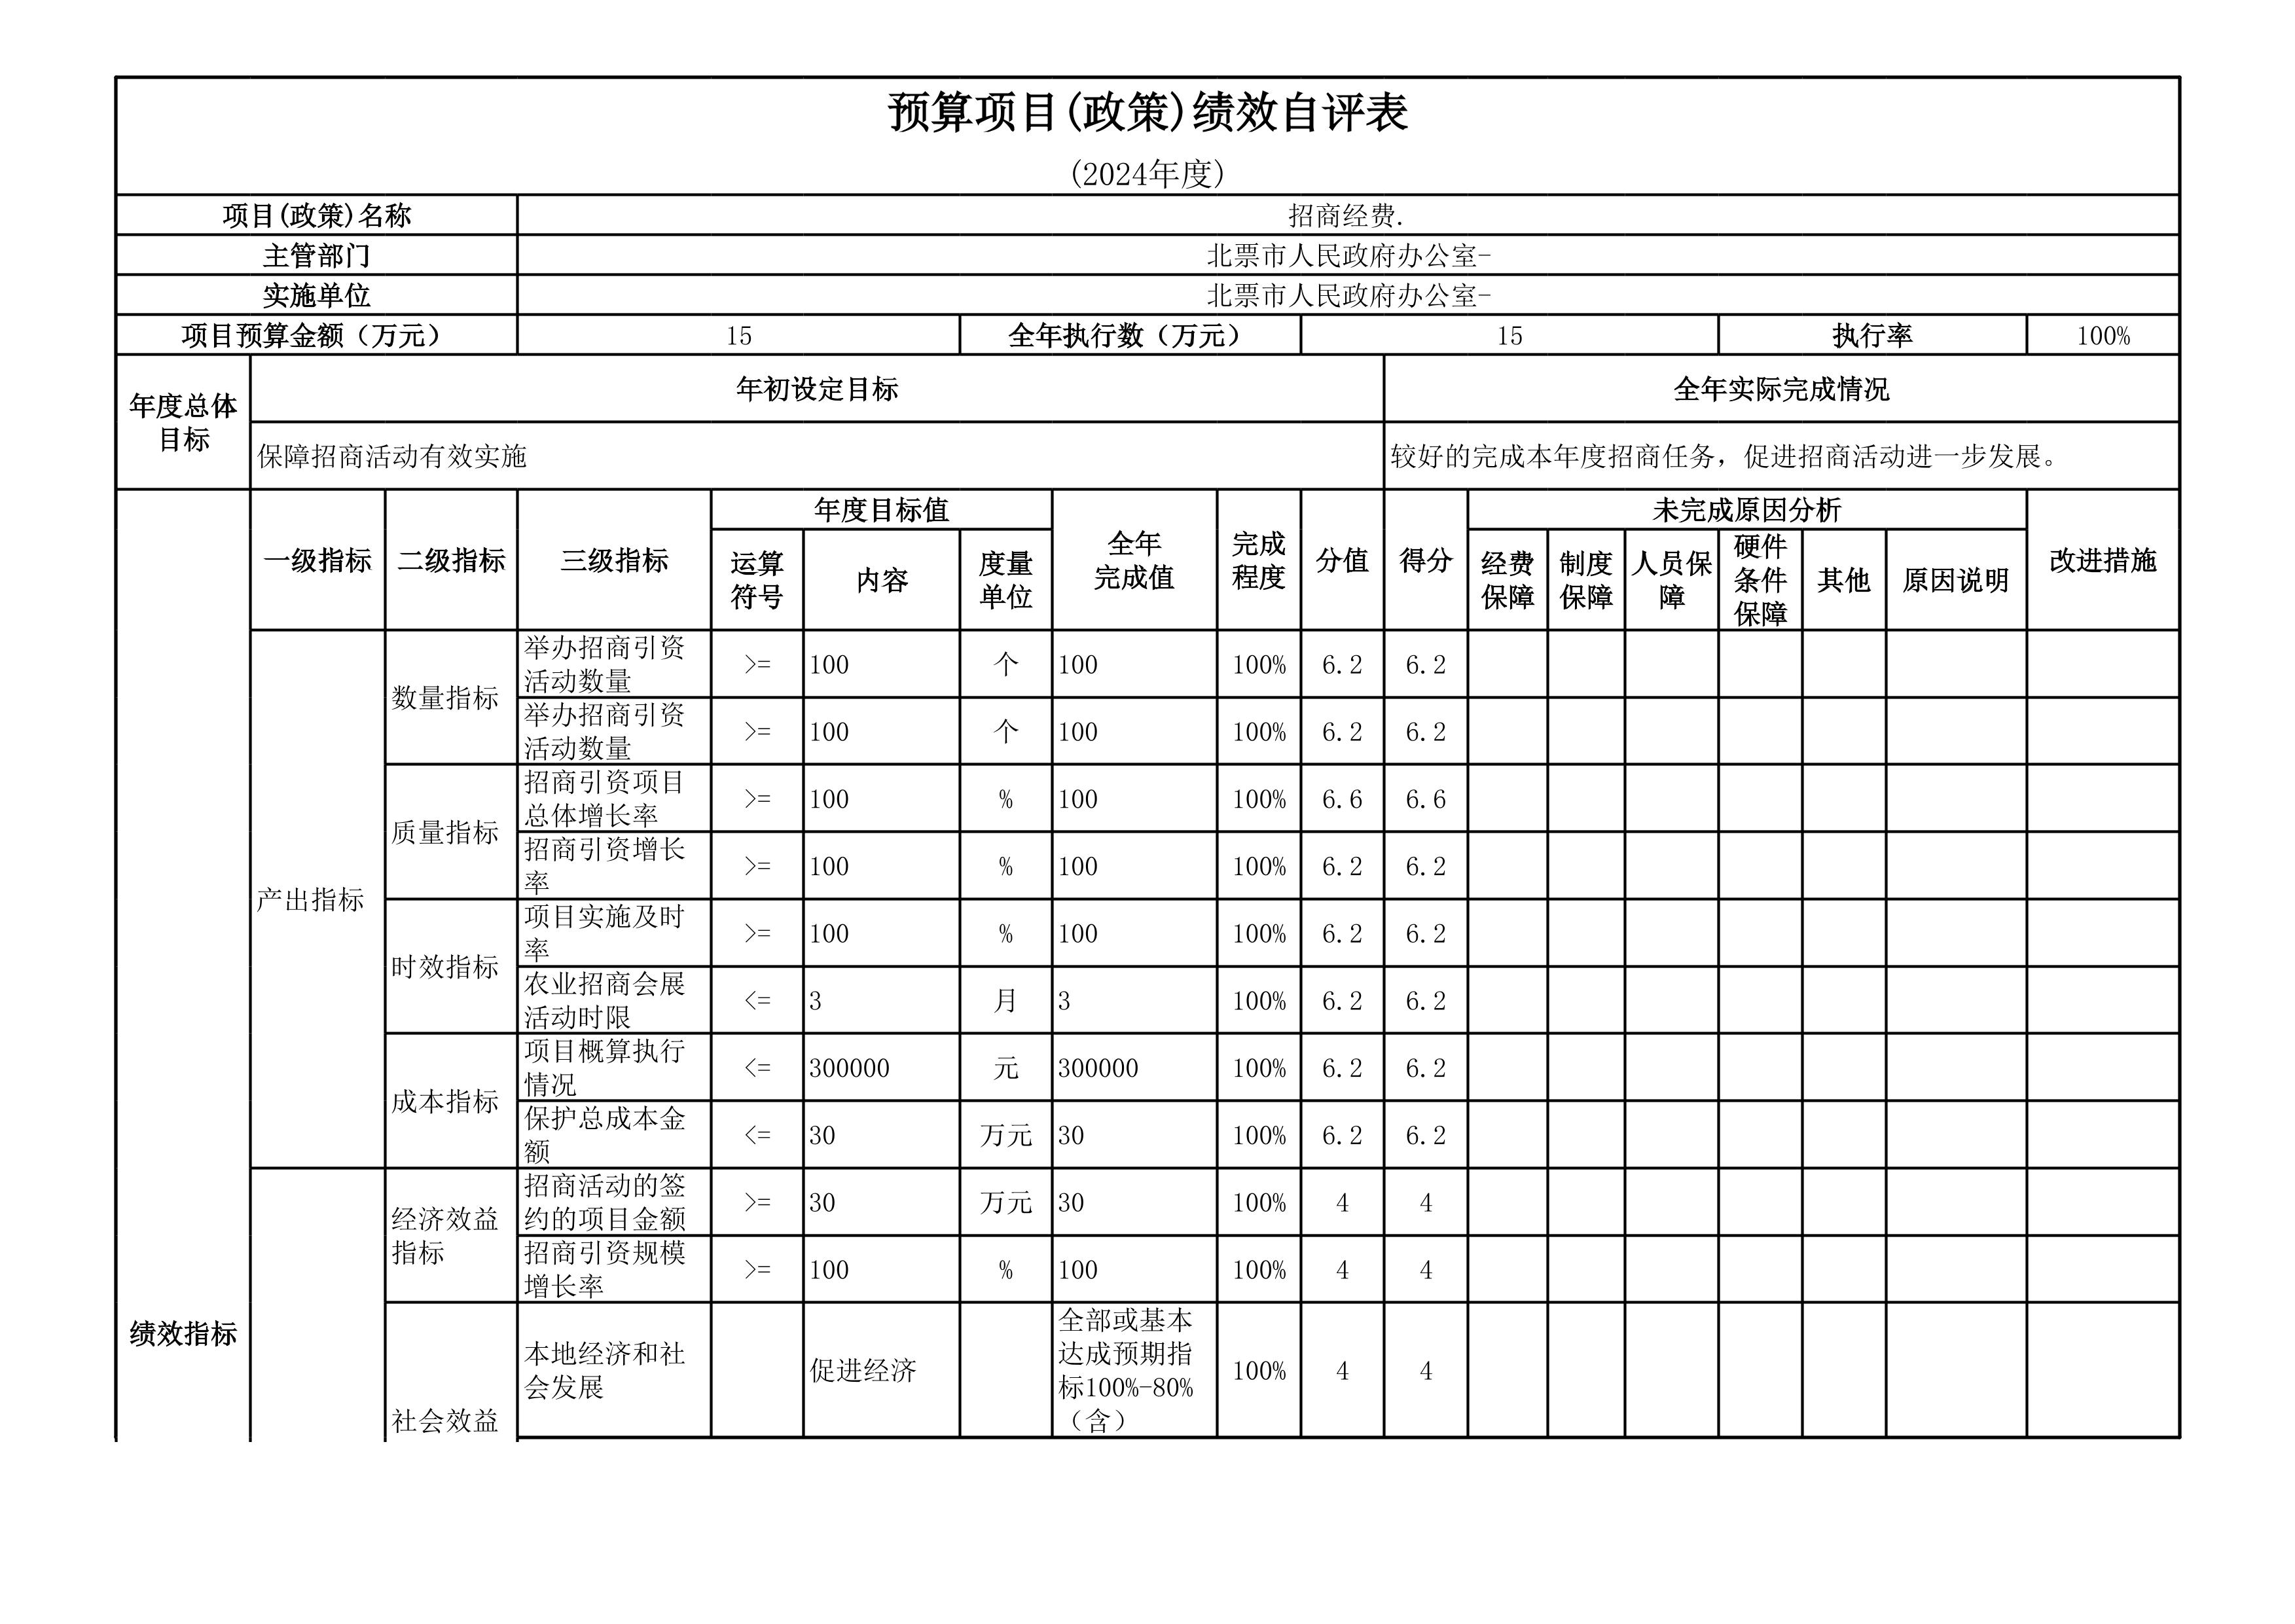 预算项目(政策)绩效自评表
(2024年度)
项目(政策)名称 招商经费.
主管部门 北票市人民政府办公室-
实施单位 北票市人民政府办公室-
项目预算金额（万元） 15 全年执行数（万元） 15 执行率 100%
年度总体目标 年初设定目标 全年实际完成情况
保障招商活动有效实施 较好的完成本年度招商任务，促进招商活动进一步发展。
绩效指标 一级指标 二级指标 三级指标 年度目标值 全年完成值 完成程度 分值 得分 未完成原因分析 改进措施
运算符号 内容 度量单位 经费保障 制度保障 人员保障 硬件条件保障 其他 原因说明
产出指标 数量指标 举办招商引资活动数量 >= 100 个 100 100% 6.2 6.2
举办招商引资活动数量 >= 100 个 100 100% 6.2 6.2
质量指标 招商引资项目总体增长率 >= 100 % 100 100% 6.6 6.6
招商引资增长率 >= 100 % 100 100% 6.2 6.2
时效指标 项目实施及时率 >= 100 % 100 100% 6.2 6.2
农业招商会展活动时限 <= 3 月 3 100% 6.2 6.2
成本指标 项目概算执行情况 <= 300000 元 300000 100% 6.2 6.2
保护总成本金额 <= 30 万元 30 100% 6.2 6.2
经济效益指标 招商活动的签约的项目金额 >= 30 万元 30 100% 4 4
招商引资规模增长率 >= 100 % 100 100% 4 4
社会效益 本地经济和社会发展 促进经济 全部或基本达成预期指标100%-80%（含） 100% 4 4